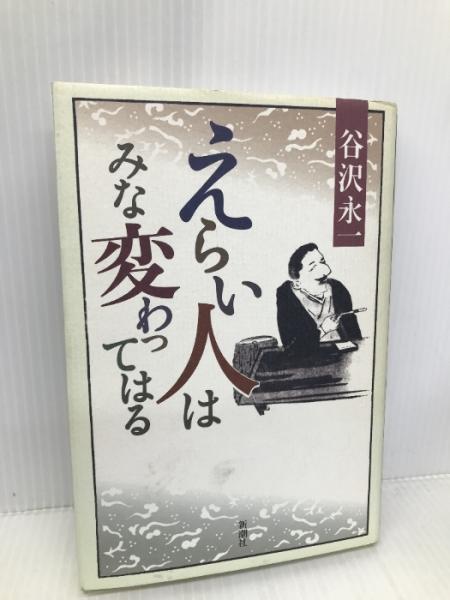 谷沢永一
えらい人は
みな変わってはる
新潮社